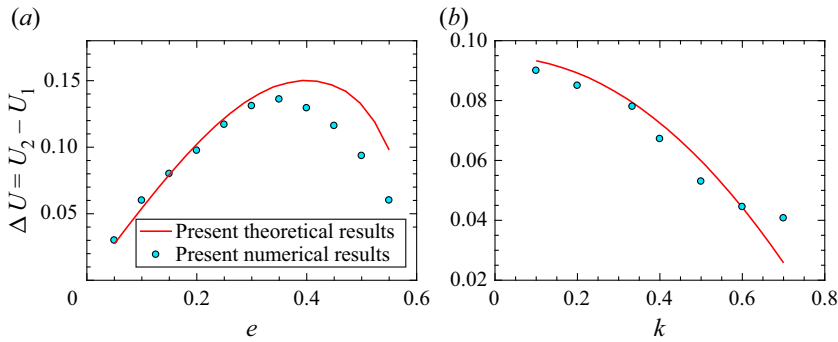 (a)
(b)
0.15
0.10
0.05
0
0.2
0.4
0.6
e
Δ U = U2 − U1
Present theoretical results
Present numerical results
0.10
0.08
0.06
0.04
0.02
0
0.2
0.4
0.6
0.8
k